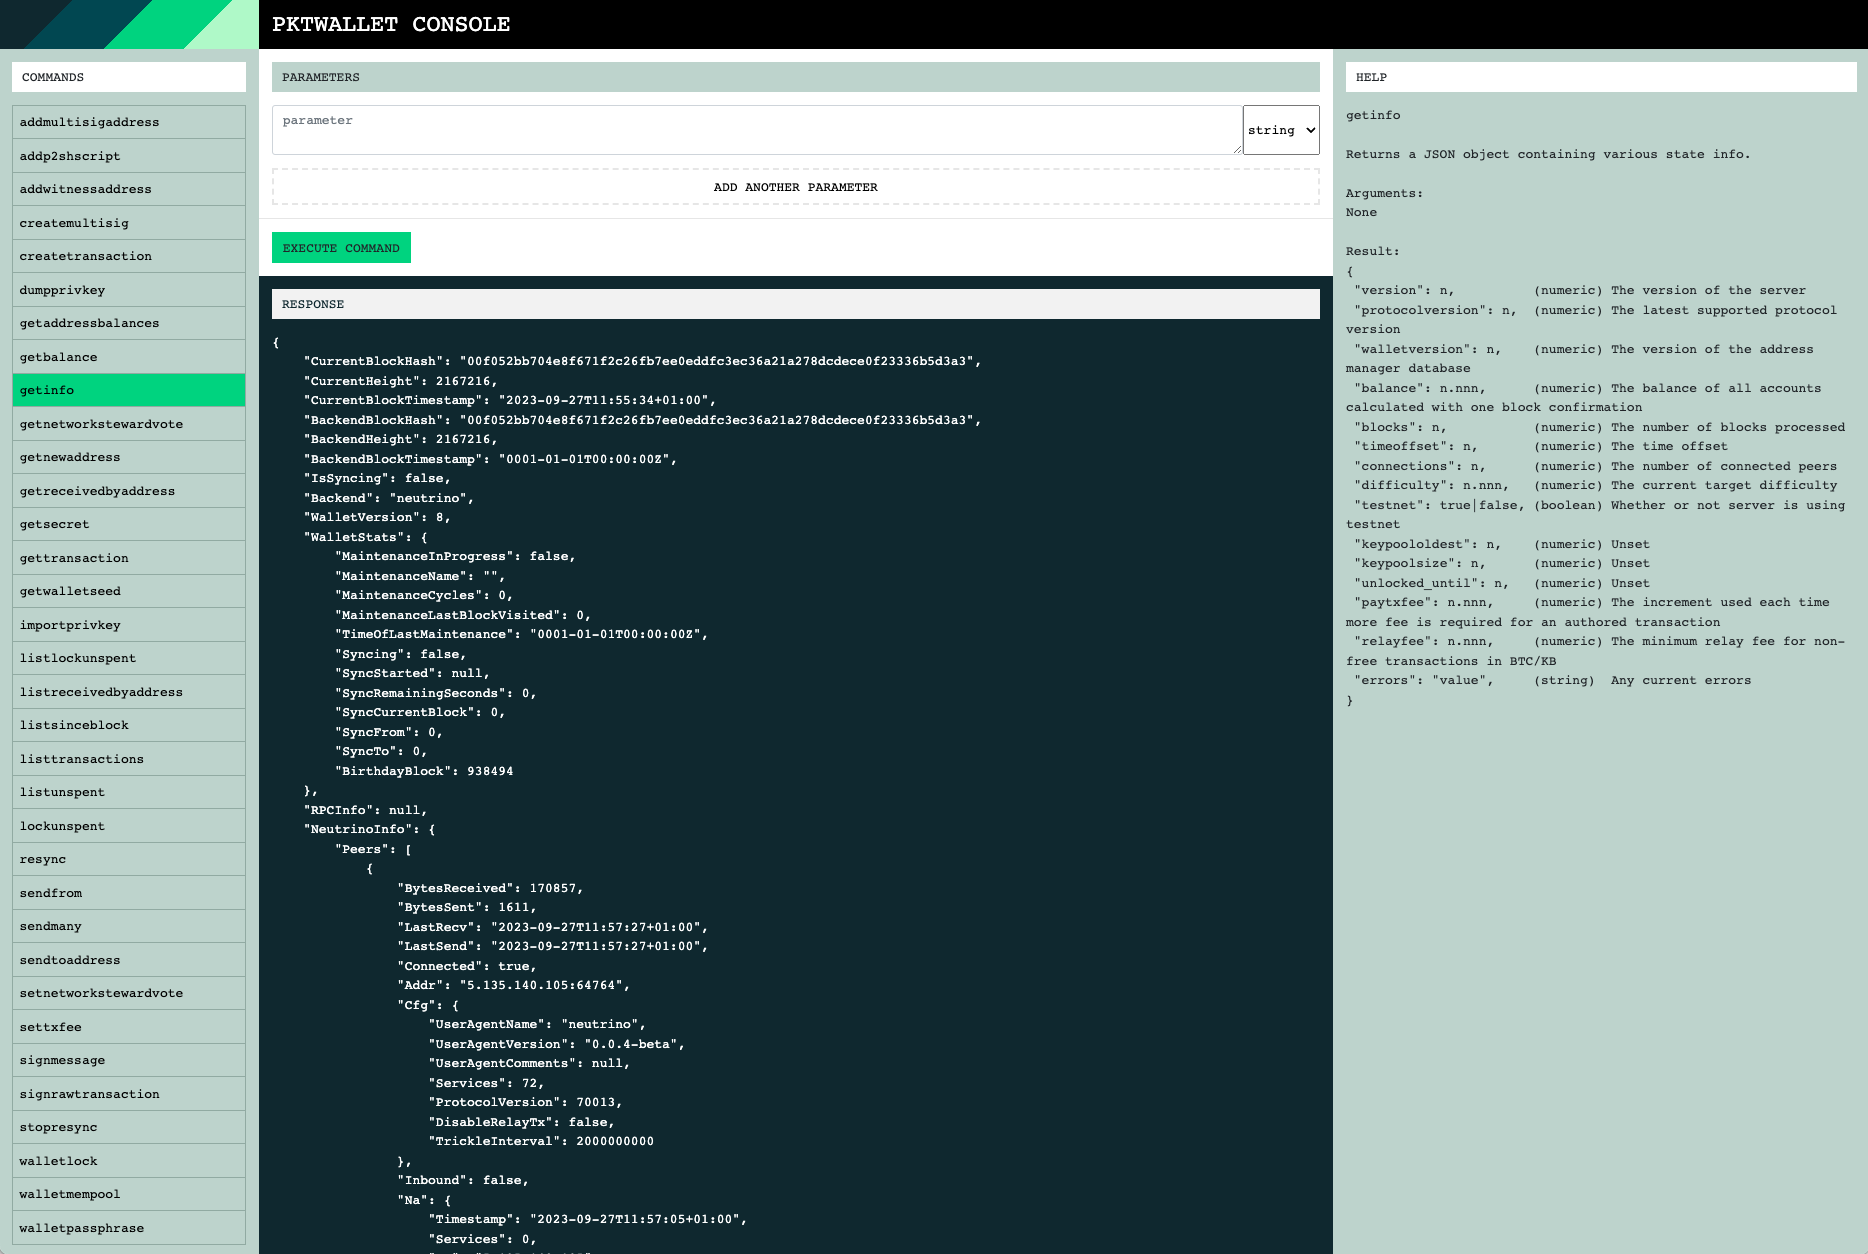 PKTWALLET CONSOLE
COMMANDS
addmultisigaddress
addp2shscript
addwitnessaddress
createmultisig
createtransaction
dumpprivkey
getaddressbalances
getbalance
getinfo
getnetworkstewardvote
getnewaddress
getreceivedbyaddress
getsecret
gettransaction
getwalletseed
importprivkey
listlockunspent
listreceivedbyaddress
listsinceblock
listtransactions
listunspent
lockunspent
resync
sendfrom
sendmany
sendtoaddress
setnetworkstewardvote
settxfee
signmessage
signrawtransaction
stopresync
walletlock
walletmempool
walletpassphrase
PARAMETERS
parameter
string
ADD ANOTHER PARAMETER
EXECUTE COMMAND
RESPONSE
{
    "CurrentBlockHash": "00f052bb704e8f671f2c26fb7ee0eddfc3ec36a21a278dcdece0f23336b5d3a3",
    "CurrentHeight": 2167216,
    "CurrentBlockTimestamp": "2023-09-27T11:55:34+01:00",
    "BackendBlockHash": "00f052bb704e8f671f2c26fb7ee0eddfc3ec36a21a278dcdece0f23336b5d3a3",
    "BackendHeight": 2167216,
    "BackendBlockTimestamp": "0001-01-01T00:00:00Z",
    "IsSyncing": false,
    "Backend": "neutrino",
    "WalletVersion": 8,
    "WalletStats": {
        "MaintenanceInProgress": false,
        "MaintenanceName": "",
        "MaintenanceCycles": 0,
        "MaintenanceLastBlockVisited": 0,
        "TimeOfLastMaintenance": "0001-01-01T00:00:00Z",
        "Syncing": false,
        "SyncStarted": null,
        "SyncRemainingSeconds": 0,
        "SyncCurrentBlock": 0,
        "SyncFrom": 0,
        "SyncTo": 0,
        "BirthdayBlock": 938494
    },
    "RPCInfo": null,
    "NeutrinoInfo": {
        "Peers": [
            {
                "BytesReceived": 170857,
                "BytesSent": 1611,
                "LastRecv": "2023-09-27T11:57:27+01:00",
                "LastSend": "2023-09-27T11:57:27+01:00",
                "Connected": true,
                "Addr": "5.135.140.105:64764",
                "Cfg": {
                    "UserAgentName": "neutrino",
                    "UserAgentVersion": "0.0.4-beta",
                    "UserAgentComments": null,
                    "Services": 72,
                    "ProtocolVersion": 70013,
                    "DisableRelayTx": false,
                    "TrickleInterval": 2000000000
                },
                "Inbound": false,
                "Na": {
                    "Timestamp": "2023-09-27T11:57:05+01:00",
                    "Services": 0,
HELP
getinfo
Returns a JSON object containing various state info.
Arguments:
None
Result:
{
 "version": n,          (numeric) The version of the server
 "protocolversion": n,  (numeric) The latest supported protocol
version
 "walletversion": n,    (numeric) The version of the address
manager database
 "balance": n.nnn,      (numeric) The balance of all accounts
calculated with one block confirmation
 "blocks": n,           (numeric) The number of blocks processed
 "timeoffset": n,       (numeric) The time offset
 "connections": n,      (numeric) The number of connected peers
 "difficulty": n.nnn,   (numeric) The current target difficulty
 "testnet": true|false, (boolean) Whether or not server is using
testnet
 "keypoololdest": n,    (numeric) Unset
 "keypoolsize": n,      (numeric) Unset
 "unlocked_until": n,   (numeric) Unset
 "paytxfee": n.nnn,     (numeric) The increment used each time
more fee is required for an authored transaction
 "relayfee": n.nnn,     (numeric) The minimum relay fee for non-
free transactions in BTC/KB
 "errors": "value",     (string)  Any current errors
}